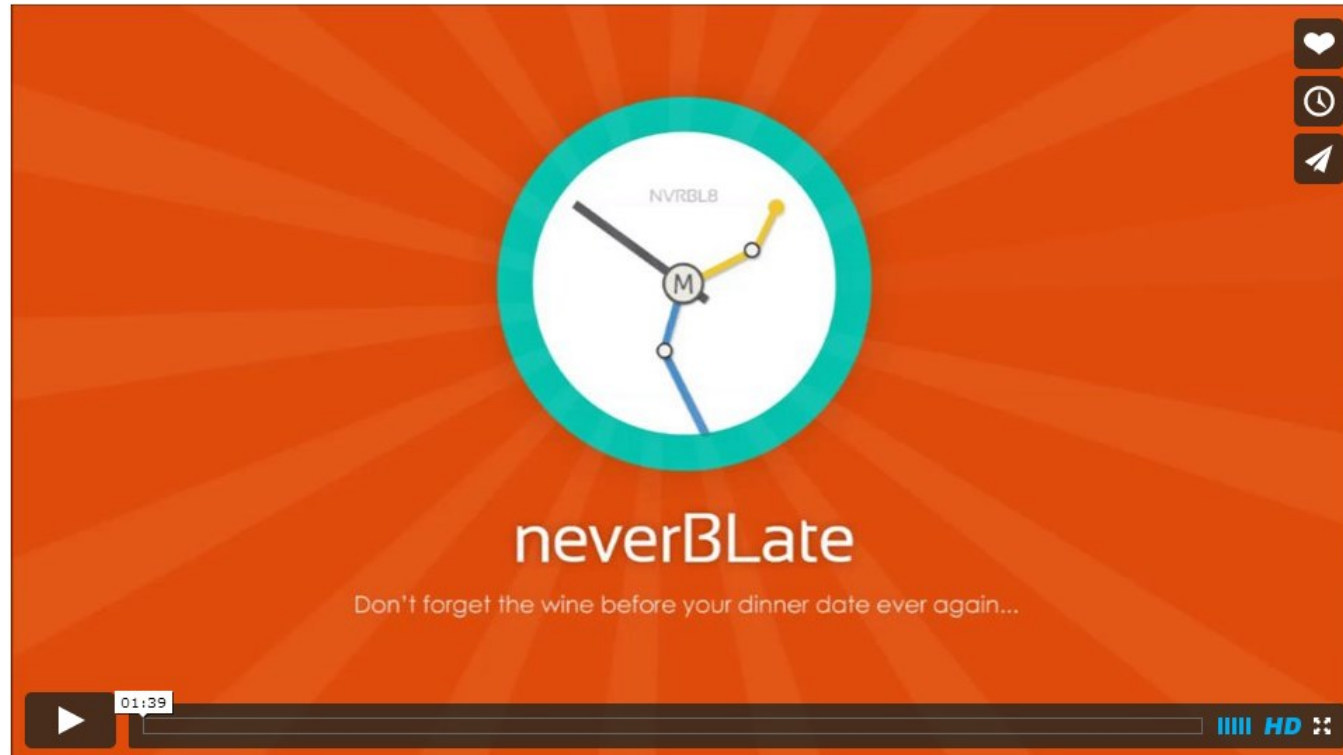 NVRBL8
M
neverBLate
Don't forget the wine before your dinner date ever again...
01:39
HD